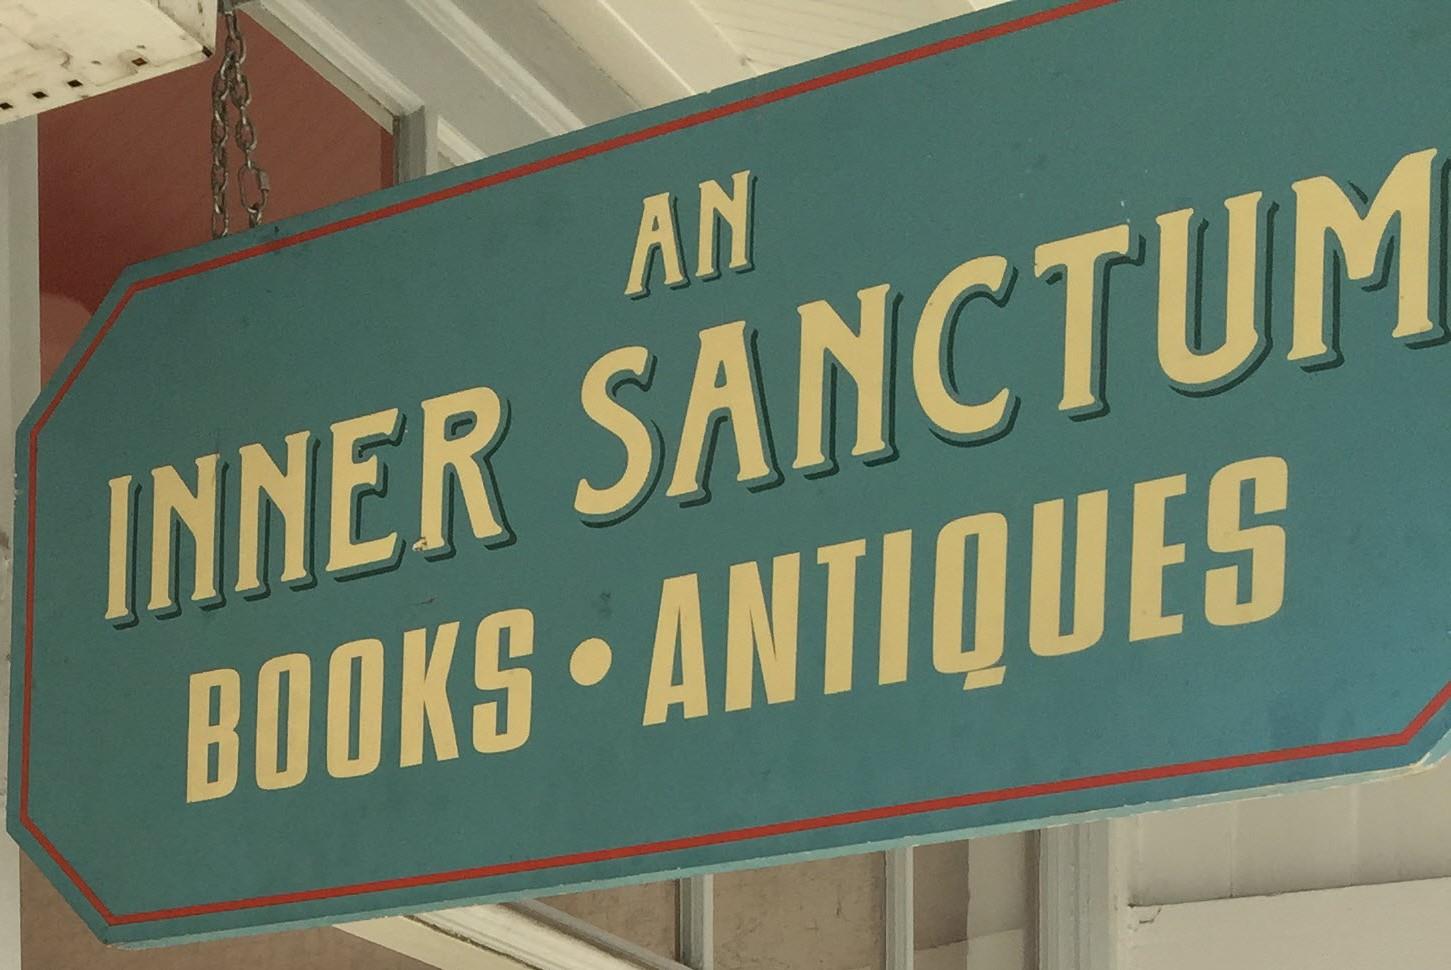 AN
INNER SANCTUM
BOOKS • ANTIQUES